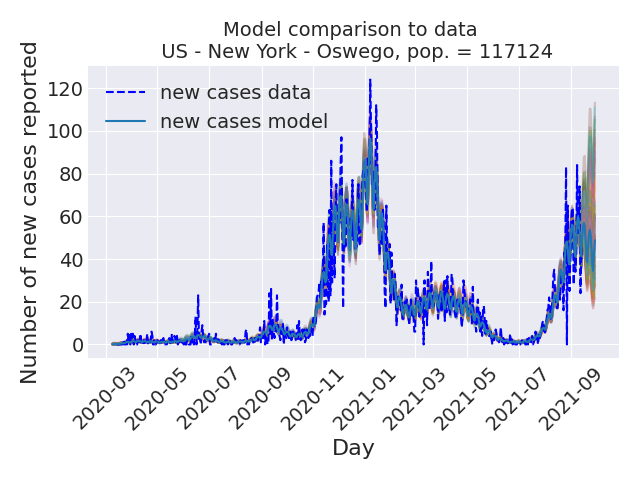 Model comparison to data
US - New York - Oswego, pop. = 117124
new cases data
new cases model
Number of new cases reported
120
100
80
60
40
20
0
2020-03
2020-05
2020-07
2020-09
2020-11
2021-01
2021-03
2021-05
2021-07
2021-09
Day